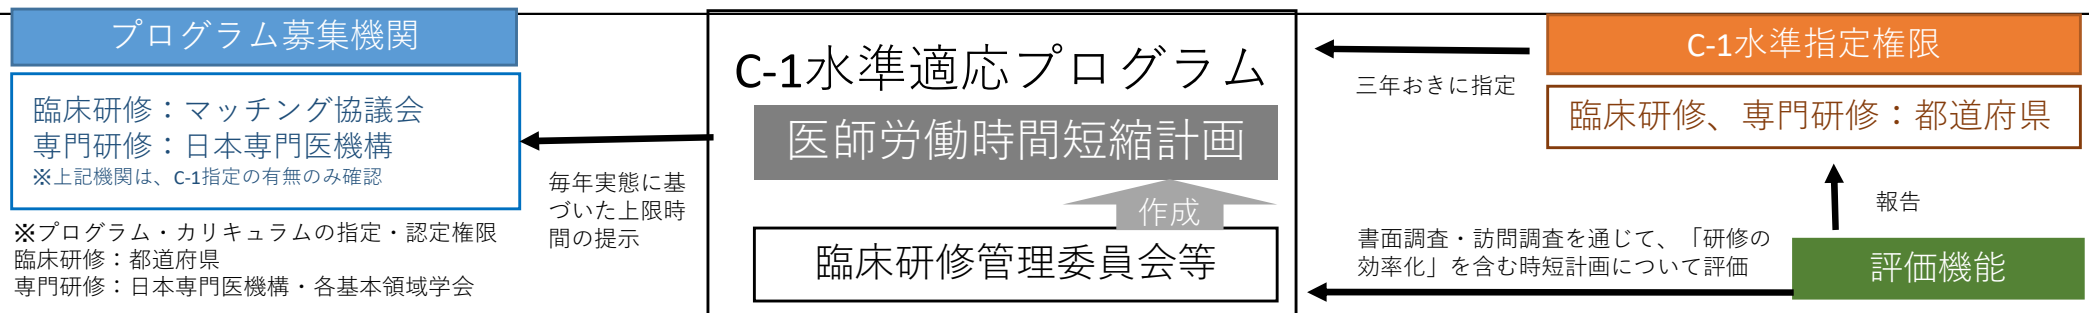 プログラム募集機関
臨床研修：マッチング協議会
専門研修：日本専門医機構
※上記機関は、C-1指定の有無のみ確認
※プログラム・カリキュラムの指定・認定権限
臨床研修：都道府県
専門研修：日本専門医機構・各基本領域学会
毎年実態に基
づいた上限時
間の提示
C-1水準適応プログラム
医師労働時間短縮計画
作成
臨床研修管理委員会等
三年おきに指定
C-1水準指定権限
臨床研修、専門研修：都道府県
報告
書面調査・訪問調査を通じて、「研修の
効率化」を含む時短計画について評価
評価機能